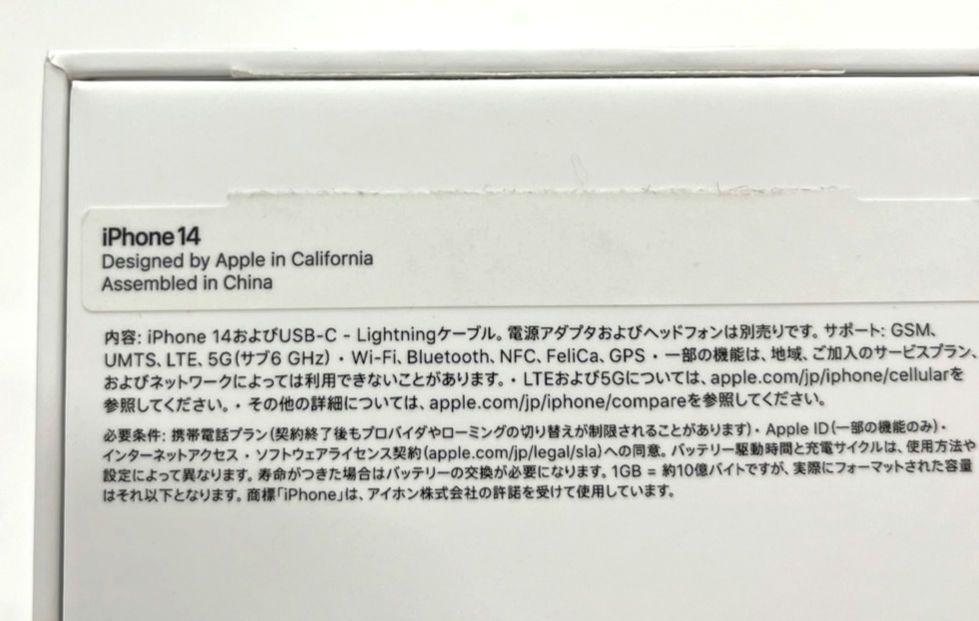 iPhone 14
Designed by Apple in California
Assembled in China
内容: iPhone 14およびUSB-C - Lightningケーブル。電源アダプタおよびヘッドフォンは別売りです。サポート: GSM、
UMTS、LTE、5G（サブ6 GHz）・Wi-Fi、Bluetooth、NFC、FeliCa、GPS・一部の機能は、地域、ご加入のサービスプラン、
およびネットワークによっては利用できないことがあります。・LTEおよび5Gについては、apple.com/jp/iphone/cellularを
参照してください。・その他の詳細については、apple.com/jp/iphone/compareを参照してください。
必要条件: 携帯電話プラン（契約終了後もプロバイダやローミングの切り替えが制限されることがあります）・Apple ID（一部の機能のみ）・
インターネットアクセス・ソフトウェアライセンス契約（apple.com/jp/legal/sla）への同意。バッテリー駆動時間と充電サイクルは、使用方法や
設定によって異なります。寿命がつきた場合はバッテリーの交換が必要になります。1GB = 約10億バイトですが、実際にフォーマットされた容量
はそれ以下となります。商標「iPhone」は、アイホン株式会社の許諾を受けて使用しています。